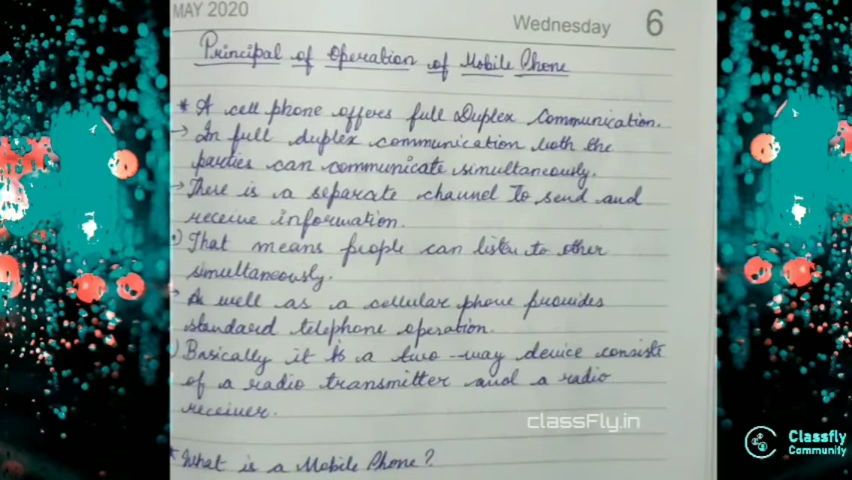 MAY 2020
Wednesday 6
Principal of Operation of Mobile Phone
* A cell phone offers full Duplex Communication.
→ In full duplex communication both the
parties can communicate simultaneously.
→ There is a separate channel To send and
receive information.
•) That means people can listen to other
simultaneously.
→ As well as a cellular phone provides
standard telephone operation.
) Basically it is a two-way device consists
of a radio transmitter and a radio
receiver.
classFly.in
* What is a Mobile Phone?
Classfly
Community